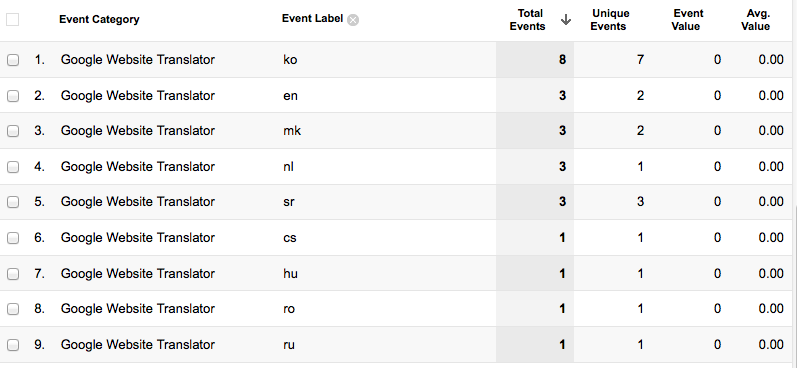 Event Category Event Label Total Events Unique Events Event Value Avg. Value
1. Google Website Translator ko 8 7 0 0.00
2. Google Website Translator en 3 2 0 0.00
3. Google Website Translator mk 3 2 0 0.00
4. Google Website Translator nl 3 1 0 0.00
5. Google Website Translator sr 3 3 0 0.00
6. Google Website Translator cs 1 1 0 0.00
7. Google Website Translator hu 1 1 0 0.00
8. Google Website Translator ro 1 1 0 0.00
9. Google Website Translator ru 1 1 0 0.00